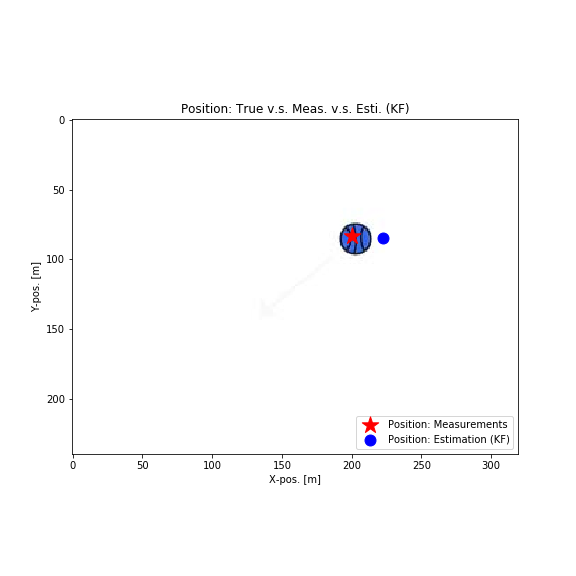 Position: True v.s. Meas. v.s. Esti. (KF)
0
50
100
150
200
Y-pos. [m]
0 50 100 150 200 250 300
X-pos. [m]
Position: Measurements
Position: Estimation (KF)